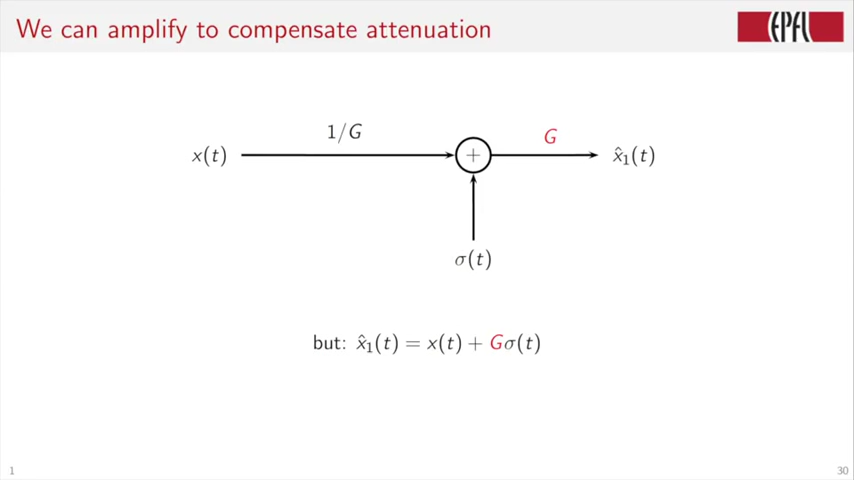 We can amplify to compensate attenuation
EPFL
1/G
G
x(t)
+
x̂₁(t)
σ(t)
but: x̂₁(t) = x(t) + Gσ(t)
1
30